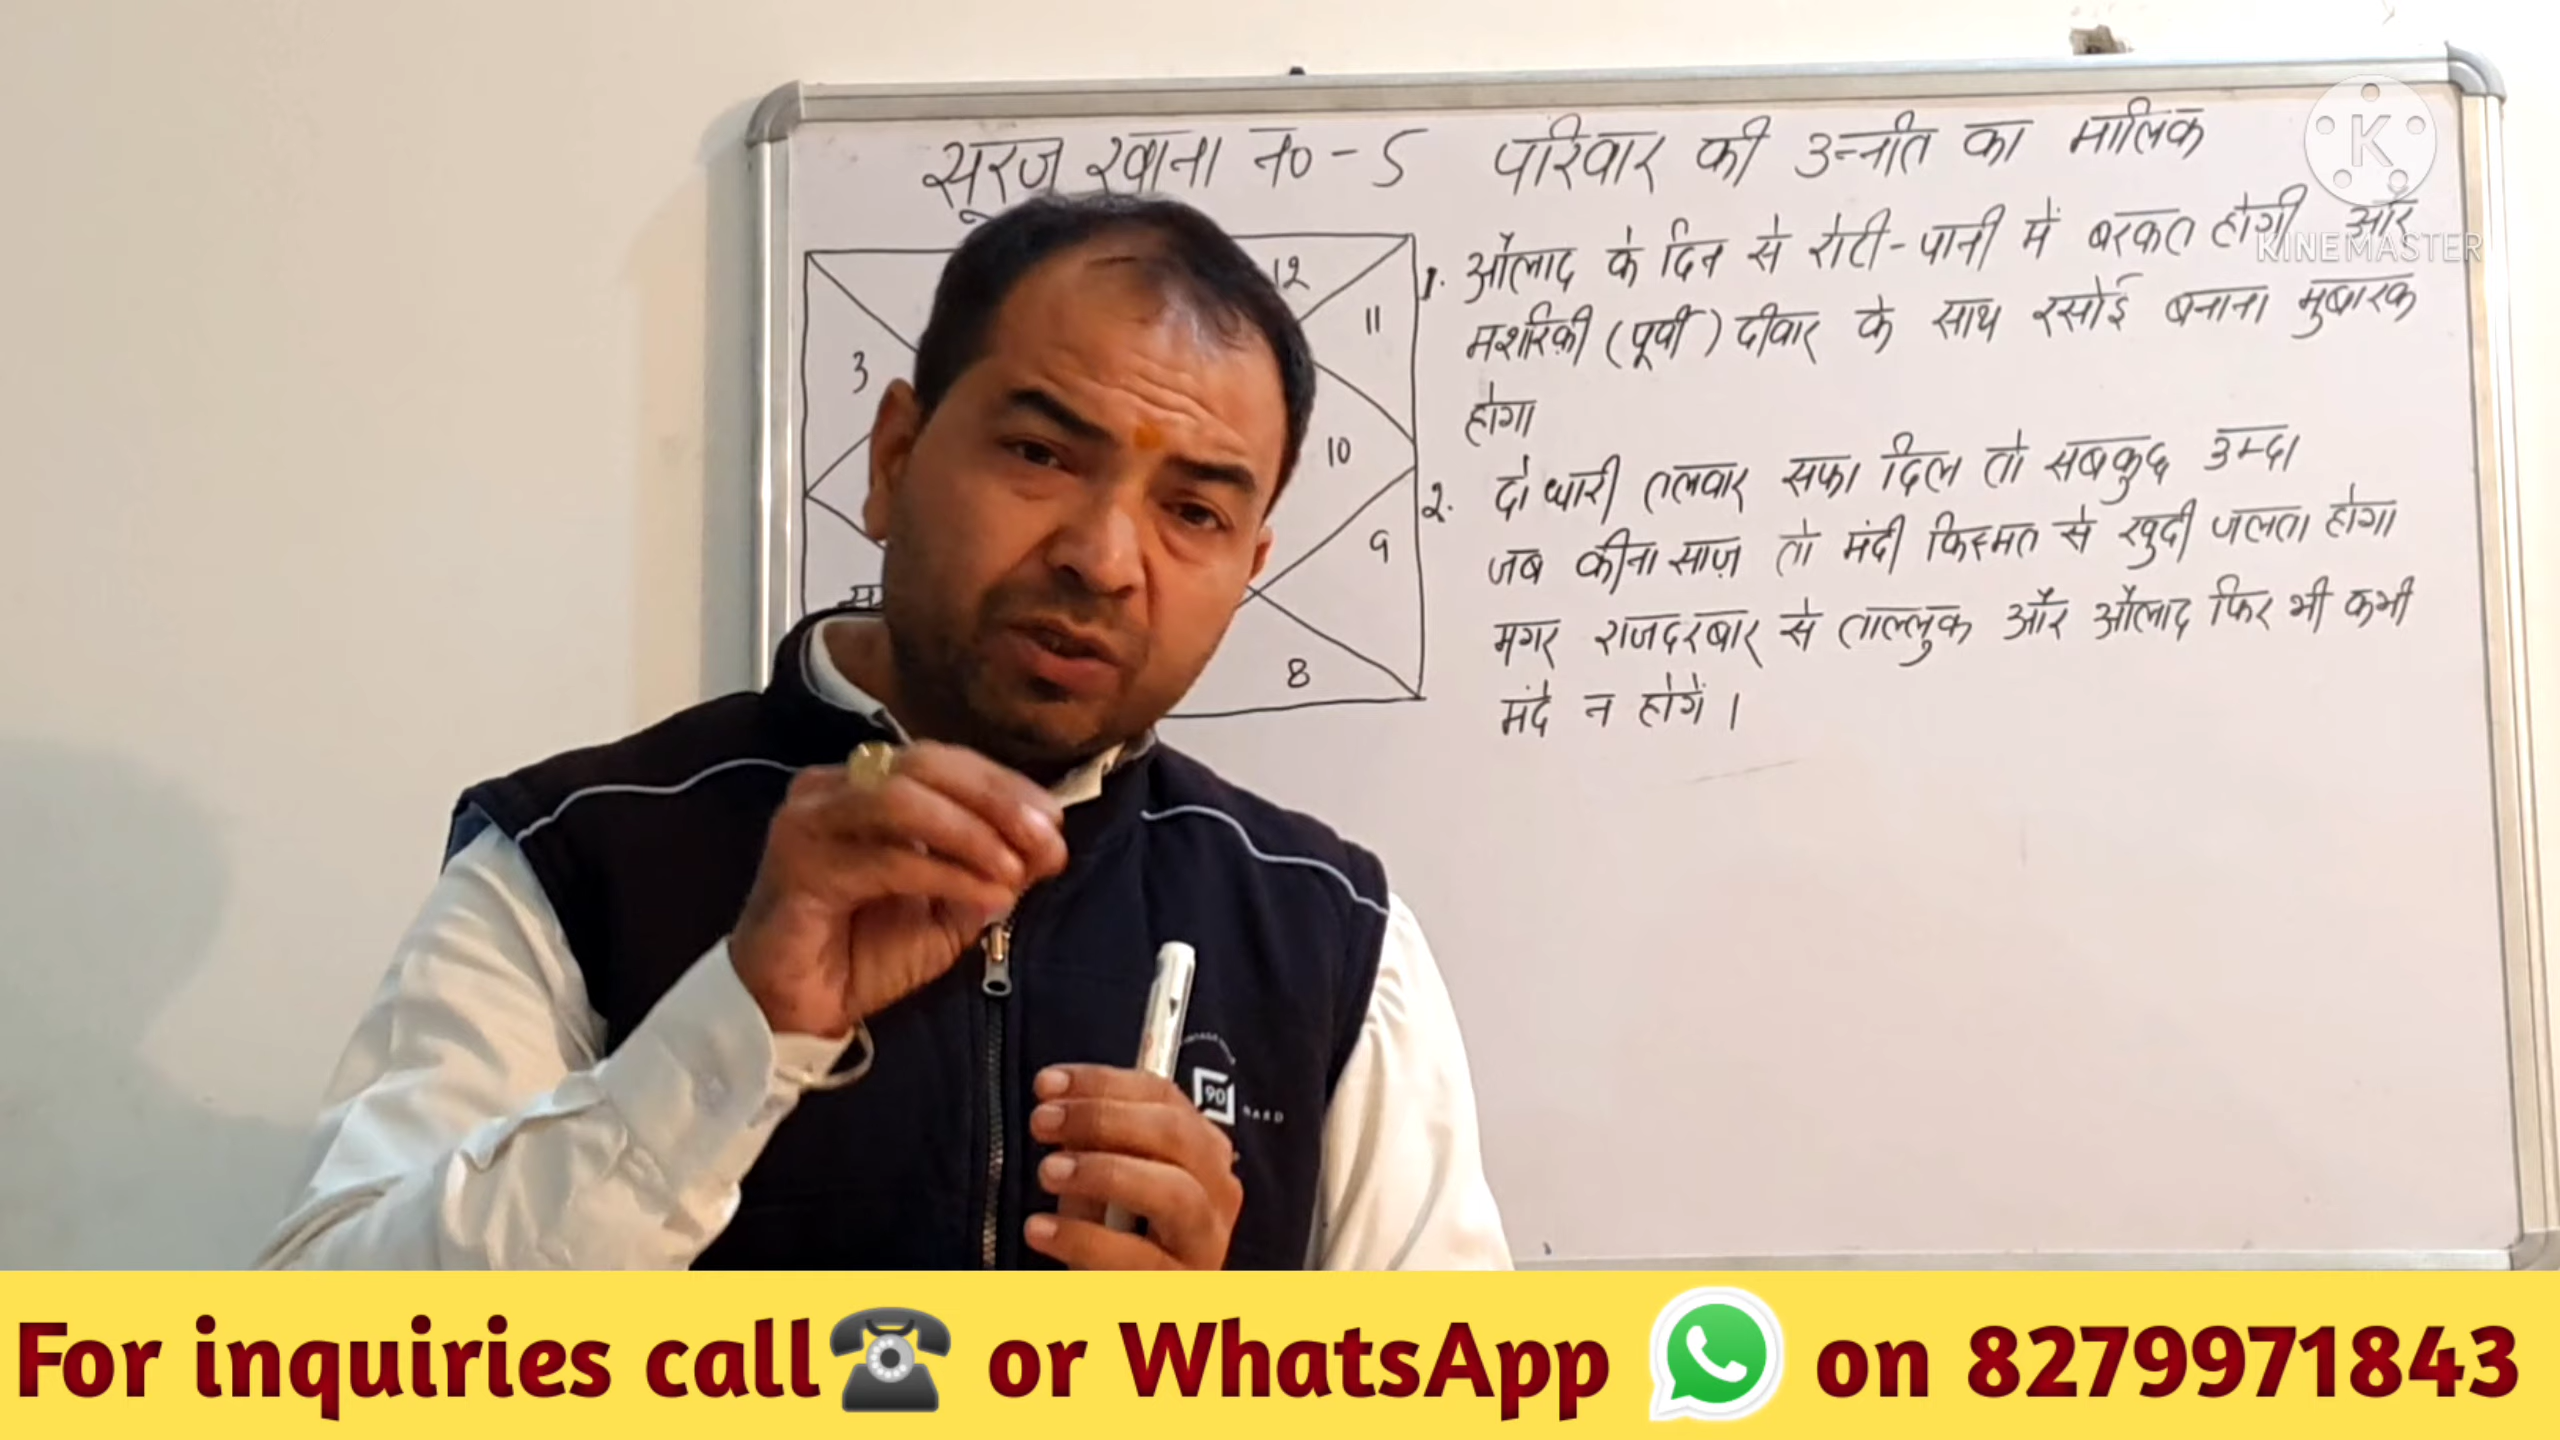 सूरज खाना न० - 5 परिवार की उन्नति का मालिक
KINEMASTER
12
11
3
10
9
8
1. औलाद के दिन से रोटी - पानी में बरकत होगी और
मशरिक़ी (पूर्वी) दीवार के साथ रसोई बनाना मुबारक
होगा
2. दो धारी तलवार सफा दिल तो सबकुछ उम्दा
जब कीना साज़ तो मंदी किस्मत से खुदी जलता होगा
मगर राजदरबार से ताल्लुक और औलाद फिर भी कभी
मंदे न होगें ।
90
For inquiries call or WhatsApp on 8279971843